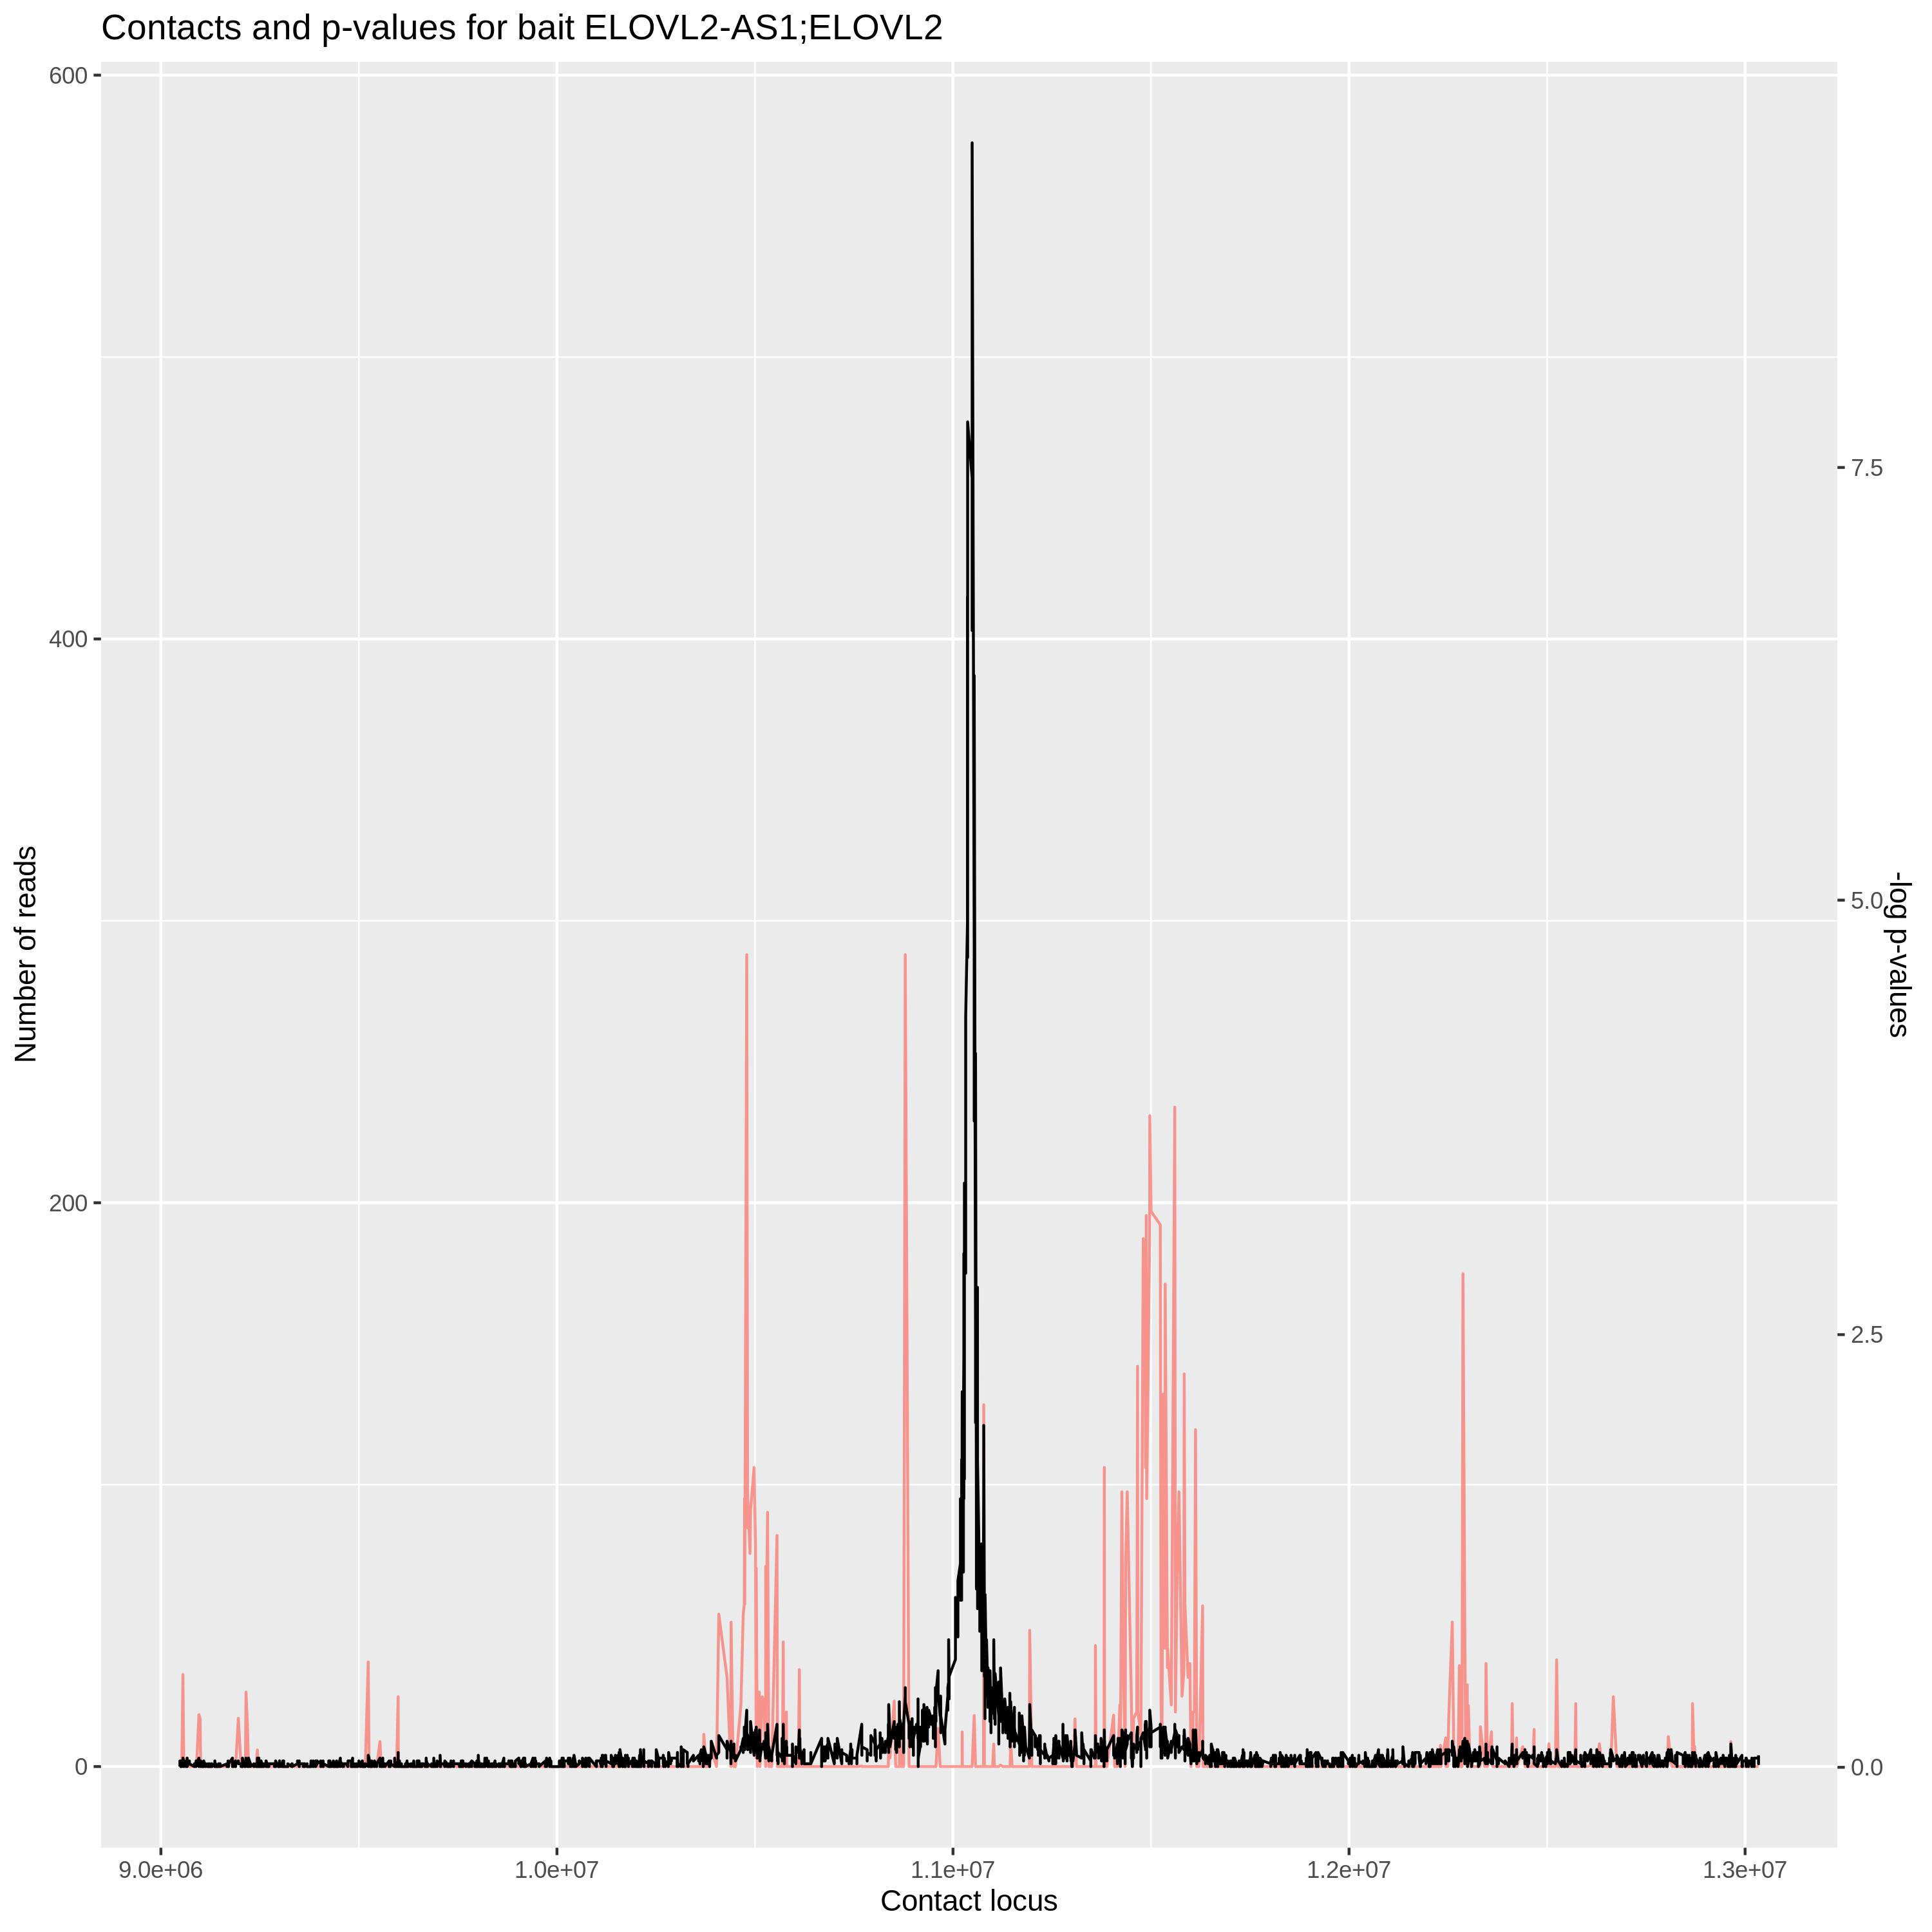 Contacts and p-values for bait ELOVL2-AS1;ELOVL2
600
400
200
0
Number of reads
7.5
5.0
2.5
0.0
-log p-values
9.0e+06
1.0e+07
1.1e+07
1.2e+07
1.3e+07
Contact locus